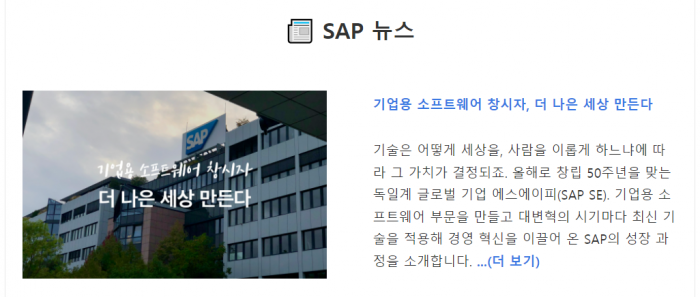 SAP 뉴스
SAP
기업용 소프트웨어 창시자
더 나은 세상 만든다
기업용 소프트웨어 창시자, 더 나은 세상 만든다
기술은 어떻게 세상을, 사람을 이롭게 하느냐에 따
라 그 가치가 결정되죠. 올해로 창립 50주년을 맞는
독일계 글로벌 기업 에스에이피(SAP SE). 기업용 소
프트웨어 부문을 만들고 대변혁의 시기마다 최신 기
술을 적용해 경영 혁신을 이끌어 온 SAP의 성장 과
정을 소개합니다. ...(더 보기)